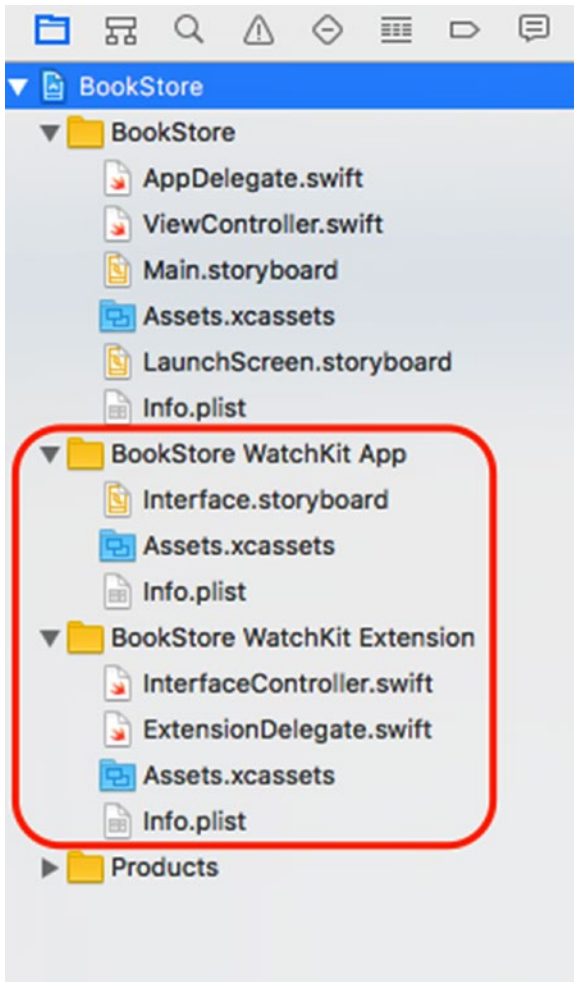 BookStore
BookStore
AppDelegate.swift
ViewController.swift
Main.storyboard
Assets.xcassets
LaunchScreen.storyboard
Info.plist
BookStore WatchKit App
Interface.storyboard
Assets.xcassets
Info.plist
BookStore WatchKit Extension
InterfaceController.swift
ExtensionDelegate.swift
Assets.xcassets
Info.plist
Products